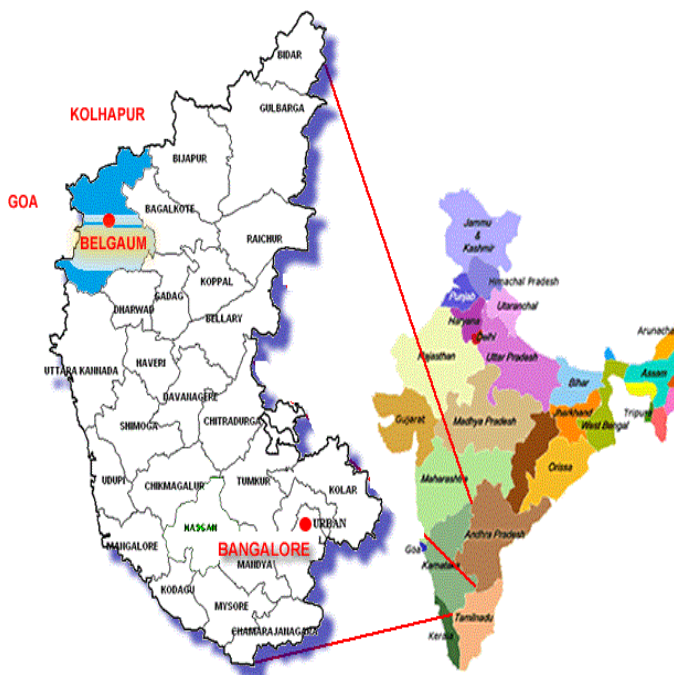 BIDAR
GULBARGA
KOLHAPUR
BIJAPUR
GOA
BAGALKOTE
BELGAUM
RAICHUR
KOPPAL
GADAG
DHARWAD
BELLARY
UTTARA KANNADA
HAVERI
DAVANAGERE
SHIMOGA
CHITRADURGA
UDUPI
CHIKMAGALUR
TUMKUR
KOLAR
HASSAN
URBAN
MANGALORE
BANGALORE
MANDYA
KODAGU
MYSORE
CHAMARAJANAGARA
Jammu
&
Kashmir
Himachal Pradesh
Punjab
Utaranchal
Haryana
Delhi
Rajasthan
Uttar Pradesh
Arunacha
Bihar
Assam
Gujarat
Madhya Pradesh
Jharkhand
West Bengal
Tripura
Orissa
Maharashtra
Andhra Pradesh
Goa
Karnataka
Tamilnadu
Kerala